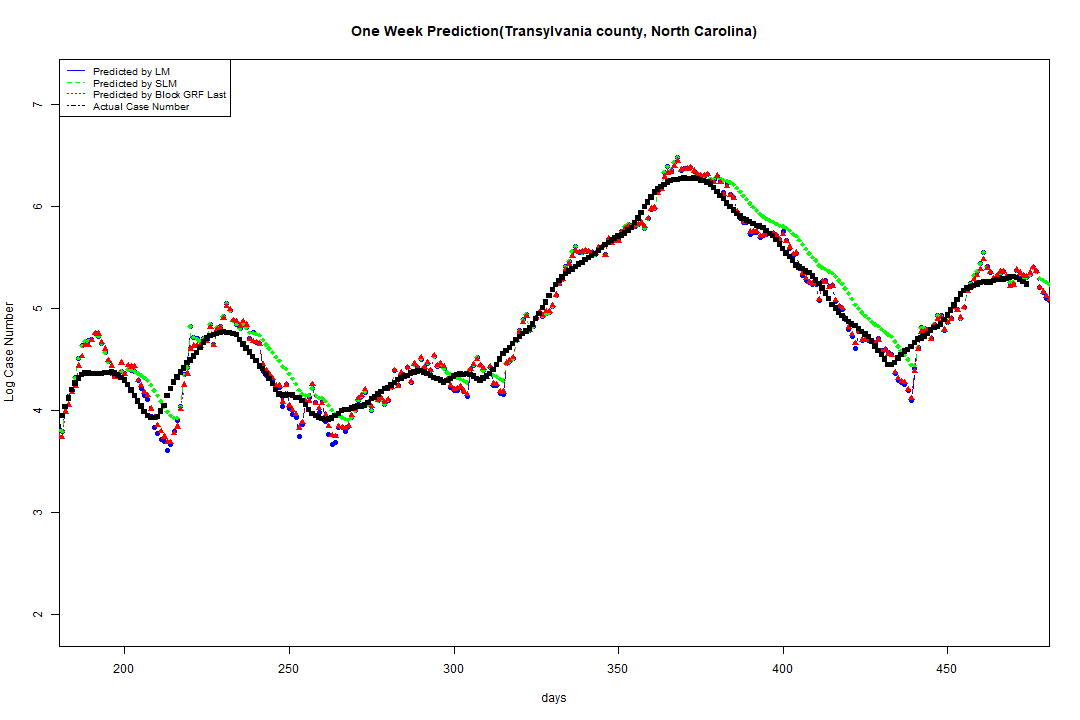 One Week Prediction(Transylvania county, North Carolina)
Predicted by LM
Predicted by SLM
Predicted by Block GRF Last
Actual Case Number
7
6
5
4
3
2
Log Case Number
200 250 300 350 400 450
days